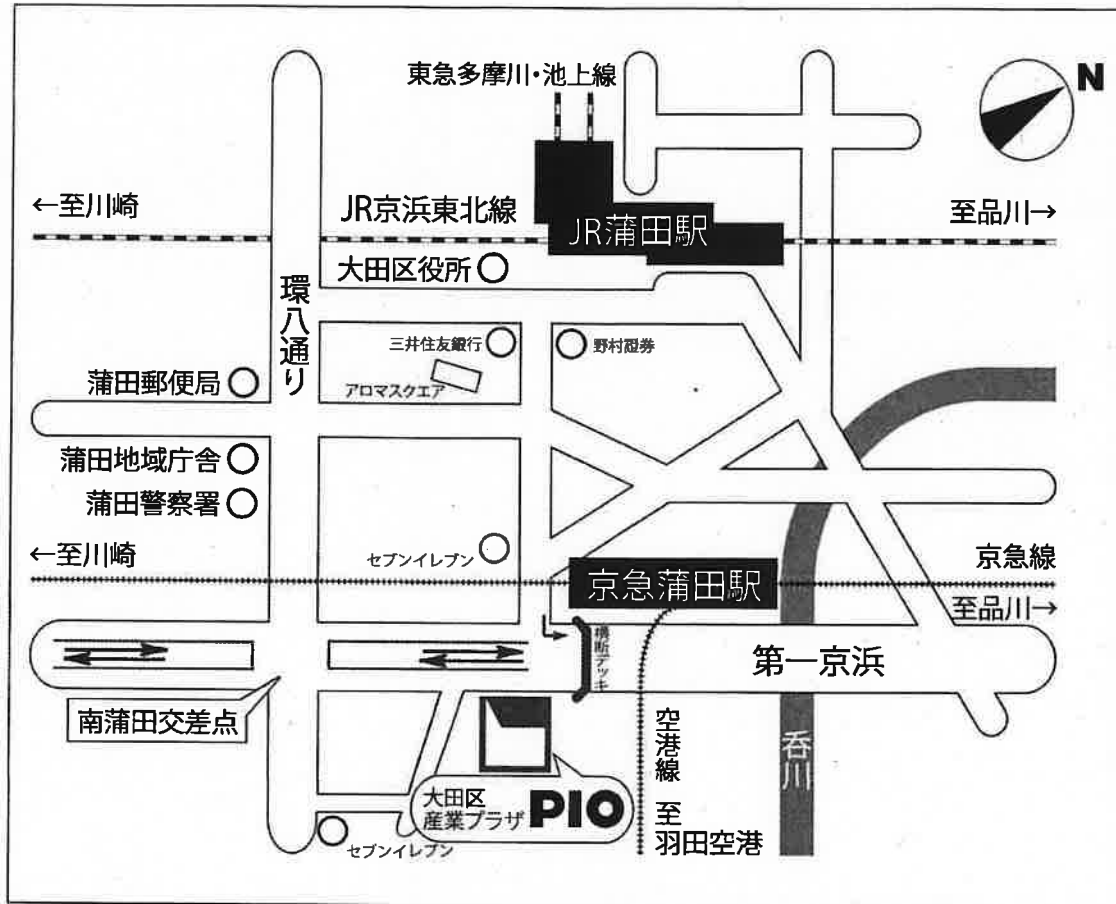 東急多摩川・池上線
N
←至川崎
JR京浜東北線
JR蒲田駅
至品川→
大田区役所
環八通り
三井住友銀行
野村證券
アロマスクエア
蒲田郵便局
蒲田地域庁舎
蒲田警察署
セブンイレブン
←至川崎
京急蒲田駅
京急線
至品川→
横断デッキ
第一京浜
南蒲田交差点
空港線 至
羽田空港
呑川
大田区
産業プラザ PIO
セブンイレブン